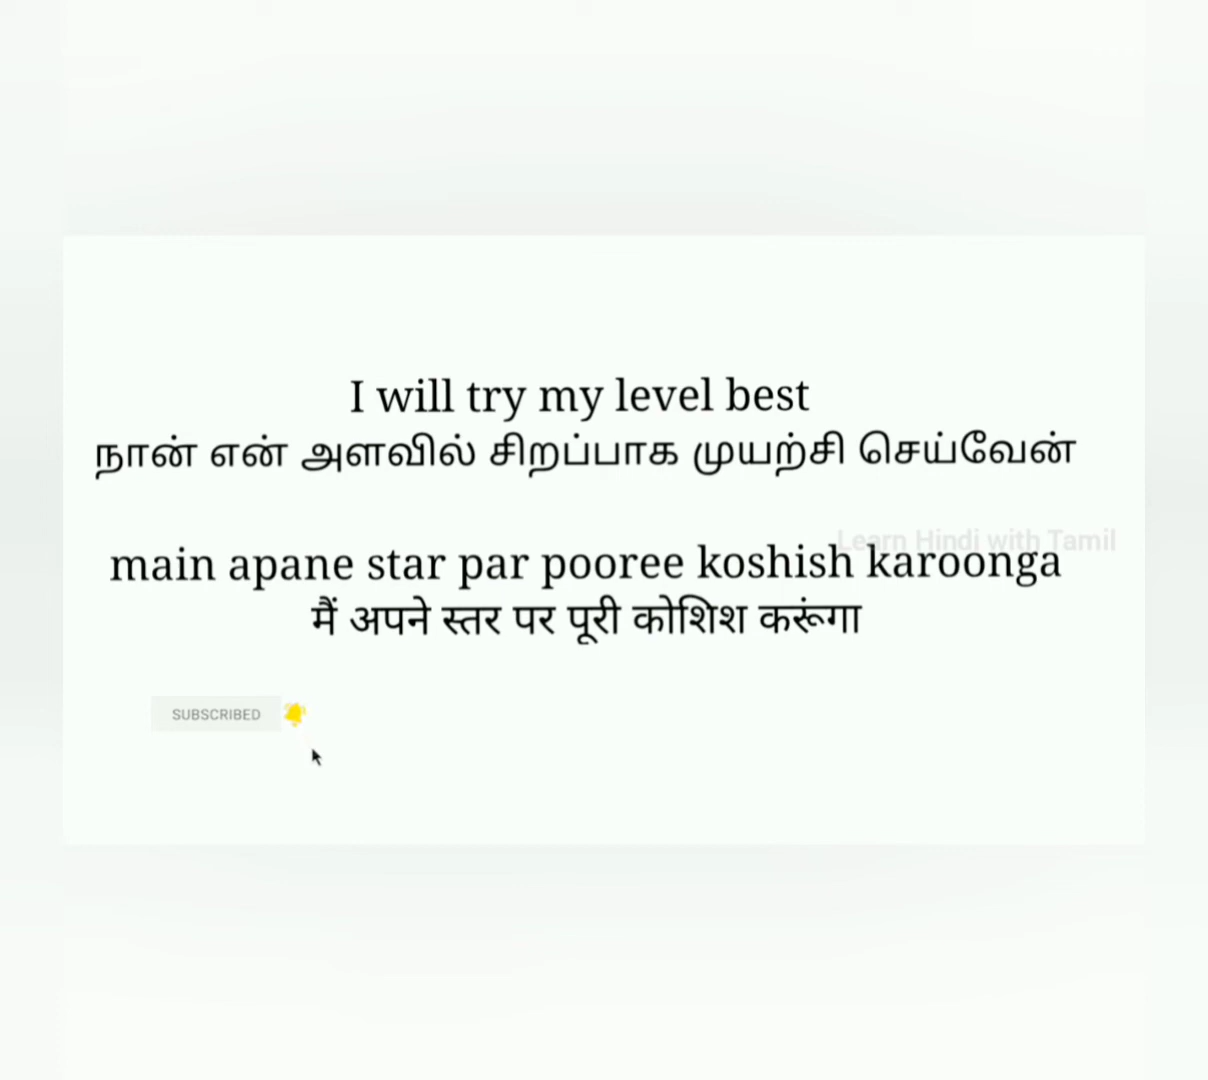 I will try my level best
நான் என் அளவில் சிறப்பாக முயற்சி செய்வேன்
Learn Hindi with Tamil
main apane star par pooree koshish karoonga
मैं अपने स्तर पर पूरी कोशिश करूंगा
SUBSCRIBED